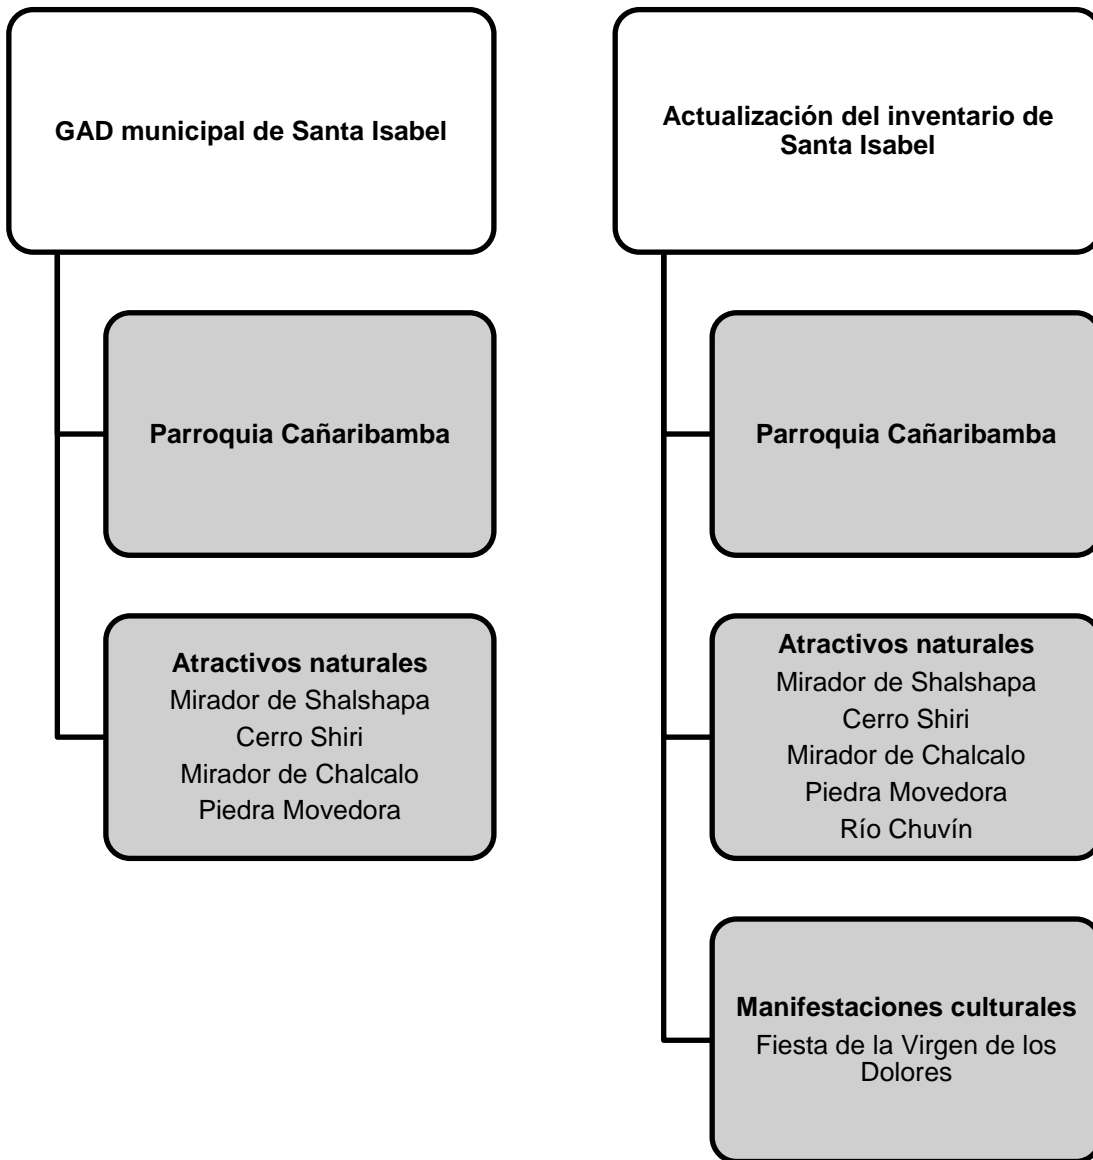 GAD municipal de Santa Isabel
Parroquia Cañaribamba
Atractivos naturales
Mirador de Shalshapa
Cerro Shiri
Mirador de Chalcalo
Piedra Movedora
Actualización del inventario de
Santa Isabel
Parroquia Cañaribamba
Atractivos naturales
Mirador de Shalshapa
Cerro Shiri
Mirador de Chalcalo
Piedra Movedora
Río Chuvín
Manifestaciones culturales
Fiesta de la Virgen de los
Dolores